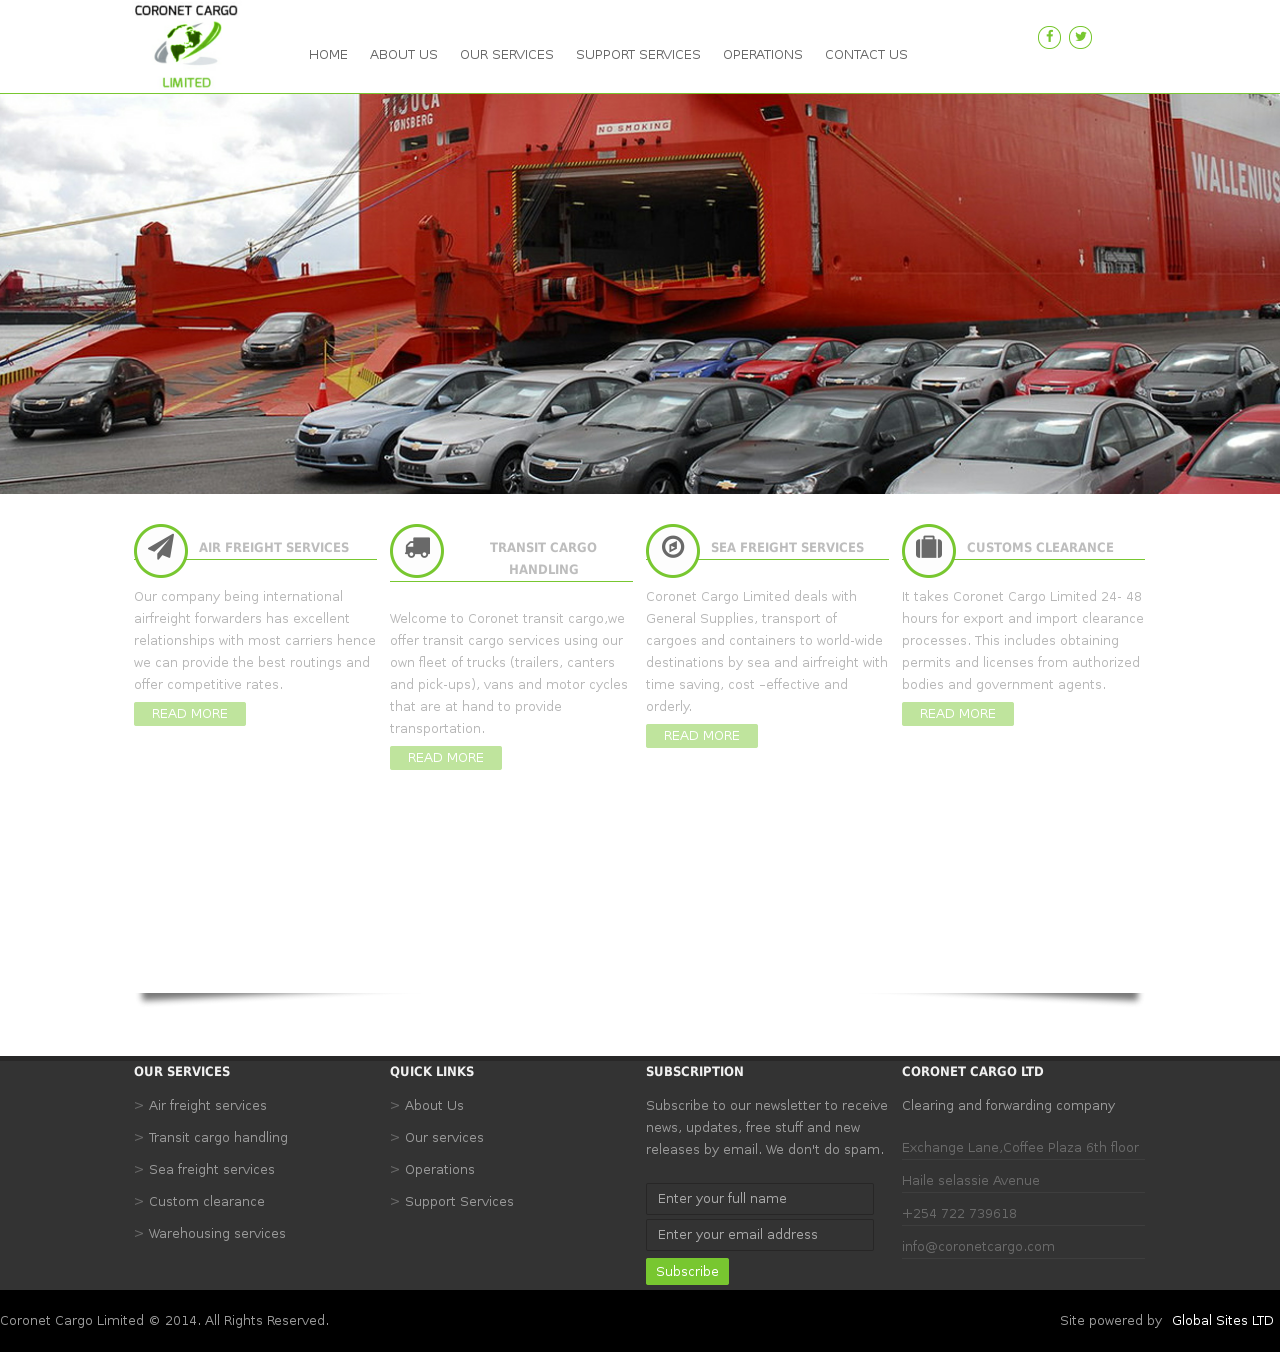 CORONET CARGO
LIMITED
HOME ABOUT US OUR SERVICES SUPPORT SERVICES OPERATIONS CONTACT US
TIJUCA
TØNSBERG
NO SMOKING
WALLENIUS
AIR FREIGHT SERVICES
Our company being international
airfreight forwarders has excellent
relationships with most carriers hence
we can provide the best routings and
offer competitive rates.
READ MORE
TRANSIT CARGO
HANDLING
Welcome to Coronet transit cargo,we
offer transit cargo services using our
own fleet of trucks (trailers, canters
and pick-ups), vans and motor cycles
that are at hand to provide
transportation.
READ MORE
SEA FREIGHT SERVICES
Coronet Cargo Limited deals with
General Supplies, transport of
cargoes and containers to world-wide
destinations by sea and airfreight with
time saving, cost –effective and
orderly.
READ MORE
CUSTOMS CLEARANCE
It takes Coronet Cargo Limited 24- 48
hours for export and import clearance
processes. This includes obtaining
permits and licenses from authorized
bodies and government agents.
READ MORE
OUR SERVICES
> Air freight services
> Transit cargo handling
> Sea freight services
> Custom clearance
> Warehousing services
QUICK LINKS
> About Us
> Our services
> Operations
> Support Services
SUBSCRIPTION
Subscribe to our newsletter to receive
news, updates, free stuff and new
releases by email. We don't do spam.
Enter your full name
Enter your email address
Subscribe
CORONET CARGO LTD
Clearing and forwarding company
Exchange Lane,Coffee Plaza 6th floor
Haile selassie Avenue
+254 722 739618
info@coronetcargo.com
Coronet Cargo Limited © 2014. All Rights Reserved.
Site powered by Global Sites LTD